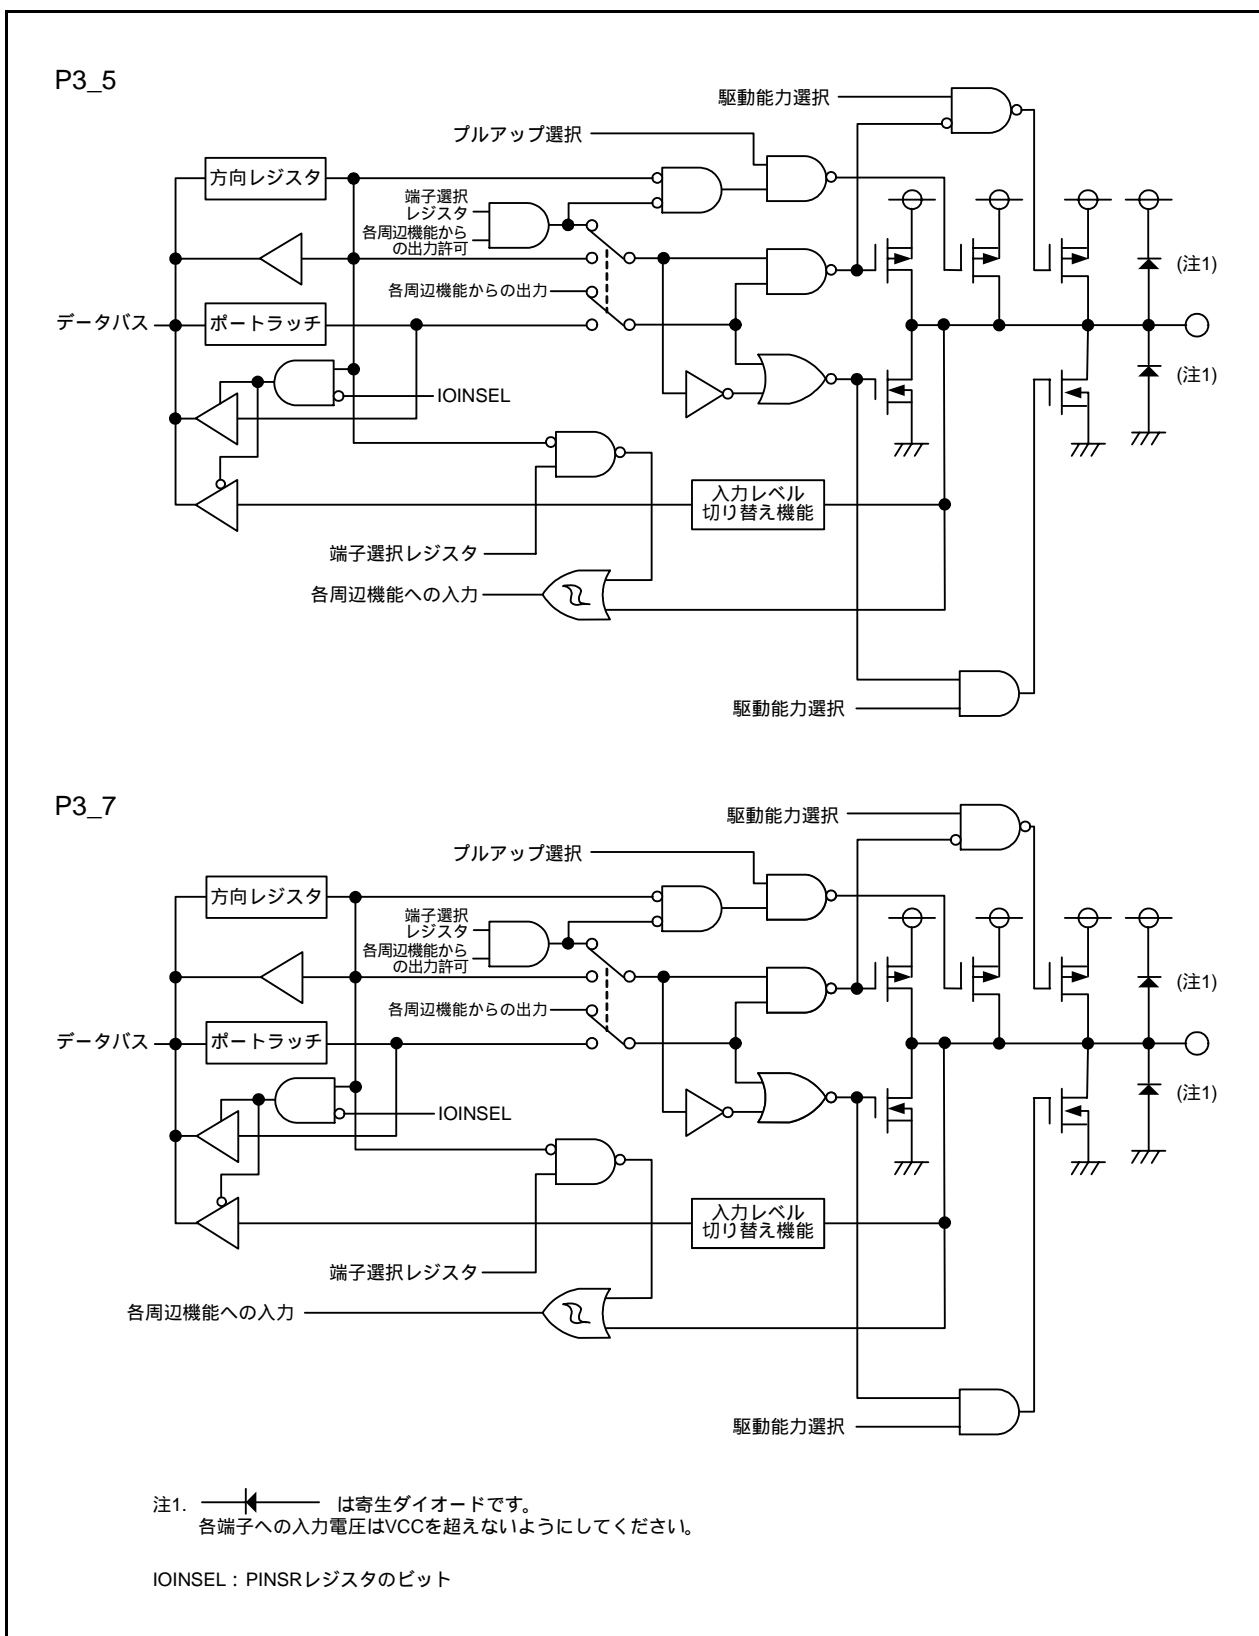 P3_5
駆動能力選択
プルアップ選択
方向レジスタ
端子選択
レジスタ
各周辺機能から
の出力許可
(注1)
各周辺機能からの出力
データバス
ポートラッチ
(注1)
IOINSEL
入力レベル
切り替え機能
端子選択レジスタ
各周辺機能への入力
駆動能力選択
P3_7
駆動能力選択
プルアップ選択
方向レジスタ
端子選択
レジスタ
各周辺機能から
の出力許可
(注1)
各周辺機能からの出力
データバス
ポートラッチ
(注1)
IOINSEL
入力レベル
切り替え機能
端子選択レジスタ
各周辺機能への入力
駆動能力選択
注1. は寄生ダイオードです。
各端子への入力電圧はVCCを超えないようにしてください。
IOINSEL：PINSRレジスタのビット